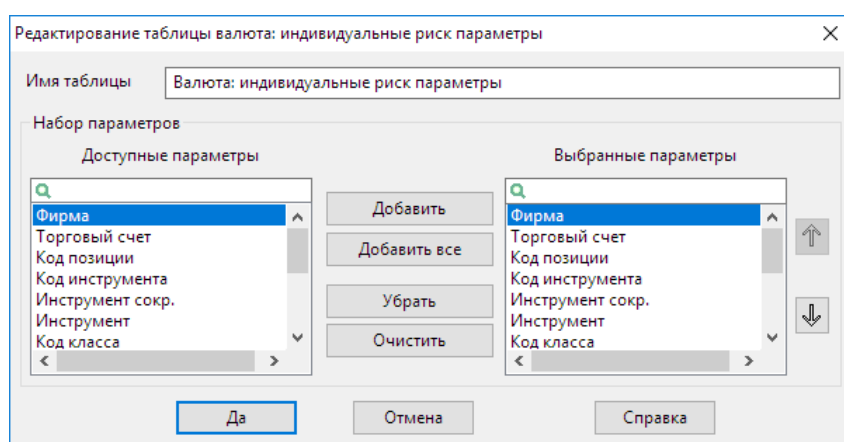 Редактирование таблицы валюта: индивидуальные риск параметры
Имя таблицы
Валюта: индивидуальные риск параметры
Набор параметров
Доступные параметры
Выбранные параметры
Фирма
Торговый счет
Код позиции
Код инструмента
Инструмент сокр.
Инструмент
Код класса
Добавить
Добавить все
Убрать
Очистить
Фирма
Торговый счет
Код позиции
Код инструмента
Инструмент сокр.
Инструмент
Код класса
Да
Отмена
Справка